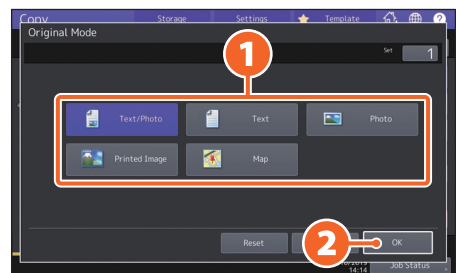 Copy Storage Settings Template
Original Mode
1
Set 1
Text/Photo Text Photo
Printed Image Map
Reset 2 OK
14:14 Job Status